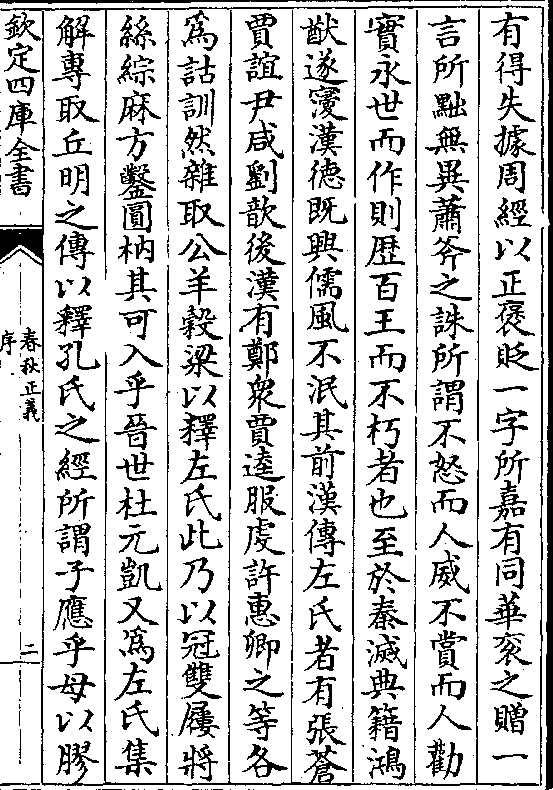 有得失據周經以正褒貶一字所嘉有同華袞之贈一
言所黜無異蕭斧之誅所謂不怒而人威不賞而人勸
實永世而作則歴百王而不朽者也至於秦滅典籍鴻
猷遂寢漢德既興儒風不泯其前漢傳左氏者有張蒼
賈誼尹咸劉歆後漢有鄭衆賈逵服虔許惠卿之等各
爲詁訓然雜取公羊榖梁以釋左氏此乃以冠雙屨將
絲綜麻方鑿圓枘其可入乎晉世杜元凱又爲左氏集
解專取丘明之傳以釋孔氏之經所謂子應乎母以膠
欽定四庫全書
春秋正義
序
二